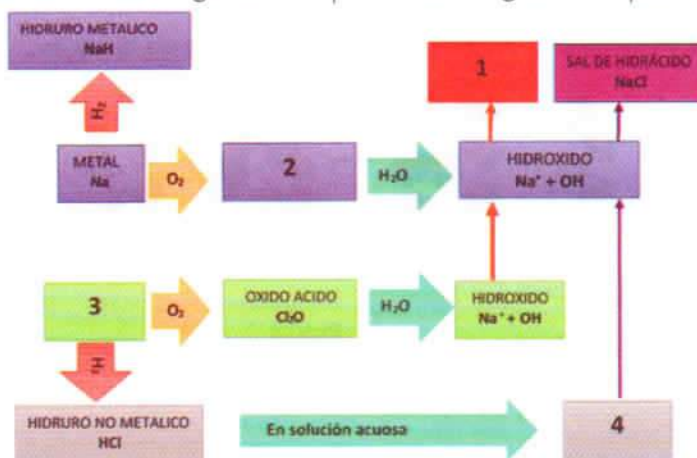 HIDRURO METALICO
NaH
1
SAL DE HIDRÁCIDO
NaCl
H₂
METAL
Na
O₂
2
H₂O
HIDROXIDO
Na⁺ + OH
3
O₂
OXIDO ACIDO
Cl₂O
H₂O
HIDROXIDO
Na⁺ + OH
HIDRURO NO METALICO
HCl
En solución acuosa
4